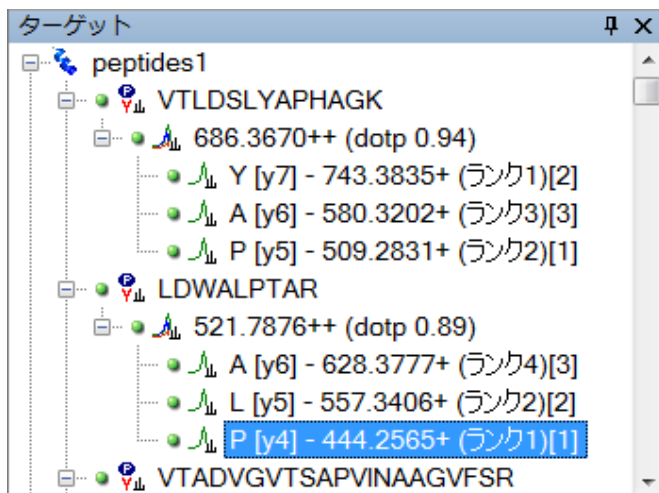 ターゲット
peptides1
VTLDSLYAPHAGK
686.3670++ (dotp 0.94)
Y [y7] - 743.3835+ (ランク1)[2]
A [y6] - 580.3202+ (ランク3)[3]
P [y5] - 509.2831+ (ランク2)[1]
LDWALPTAR
521.7876++ (dotp 0.89)
A [y6] - 628.3777+ (ランク4)[3]
L [y5] - 557.3406+ (ランク2)[2]
P [y4] - 444.2565+ (ランク1)[1]
VTADVGVTSAPVINAAGVFSR